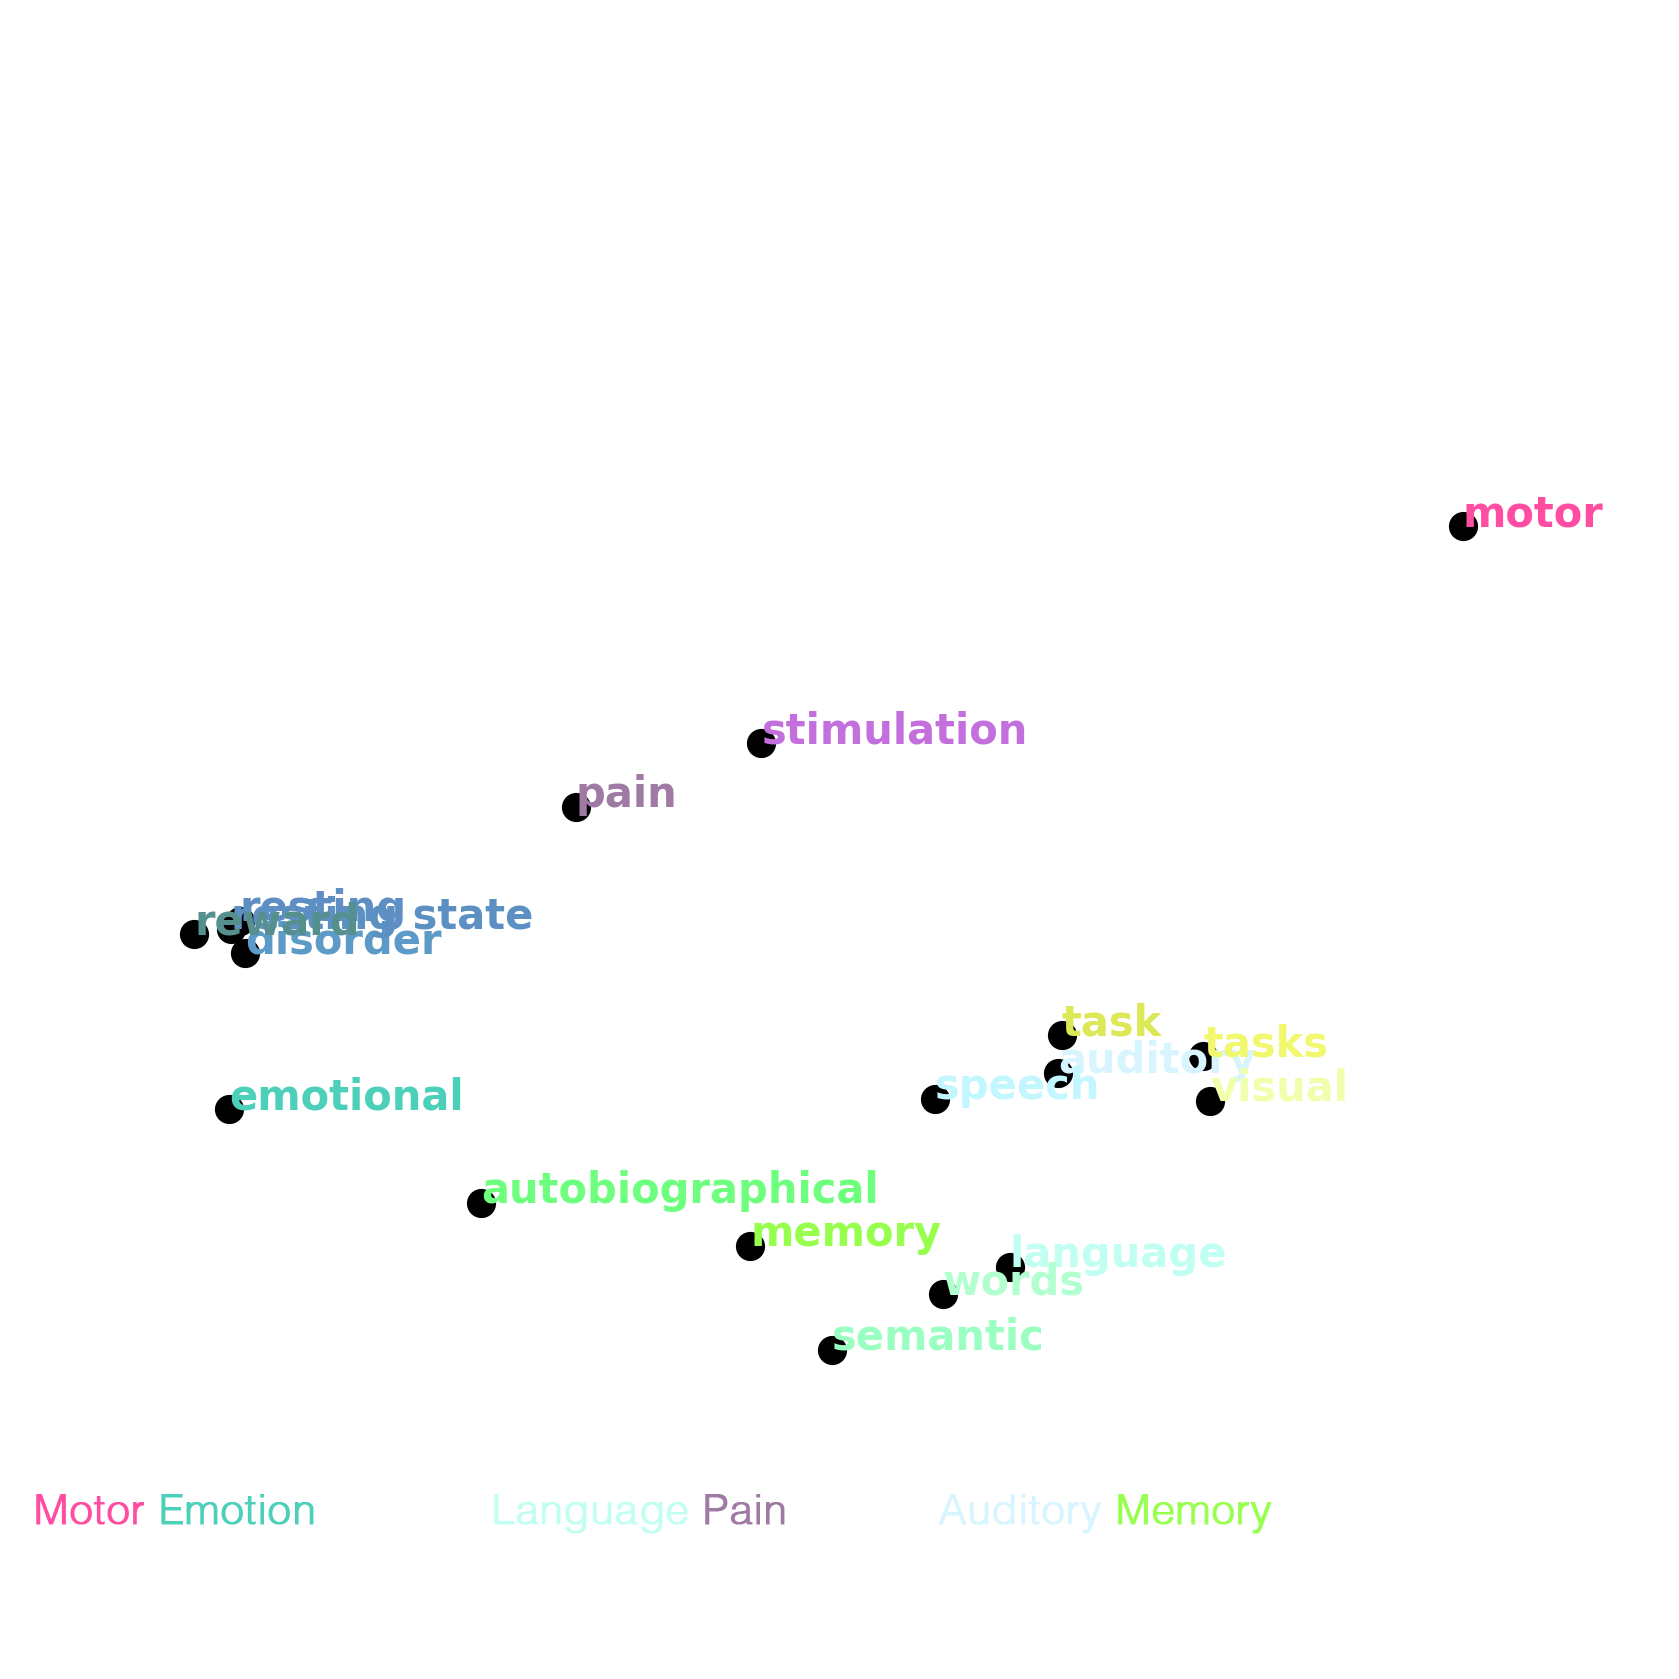 motor
stimulation
pain
resting
resting state
reward
disorder
task
tasks
auditory
speech
visual
emotional
autobiographical
memory
language
words
semantic
Motor Emotion Language Pain Auditory Memory